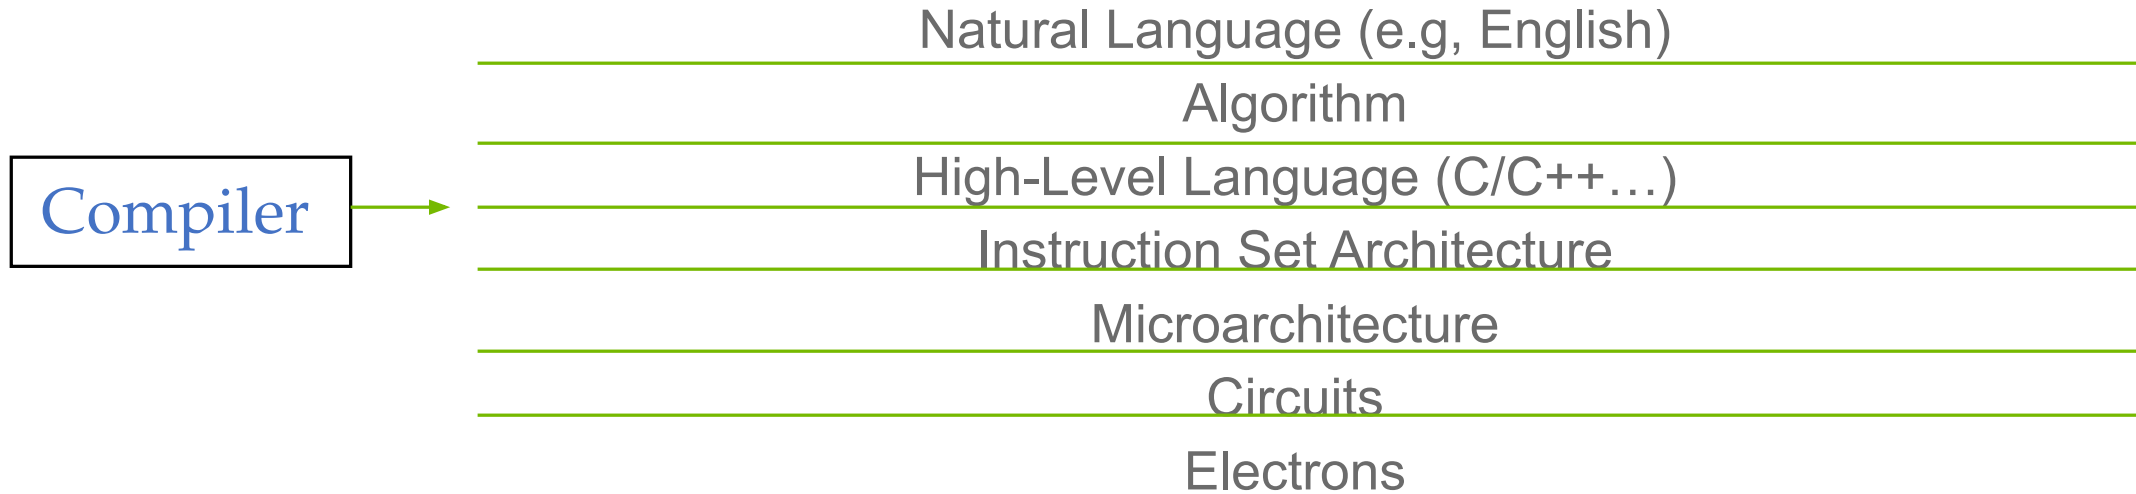 Natural Language (e.g, English)
Algorithm
High-Level Language (C/C++…)
Compiler
Instruction Set Architecture
Microarchitecture
Circuits
Electrons